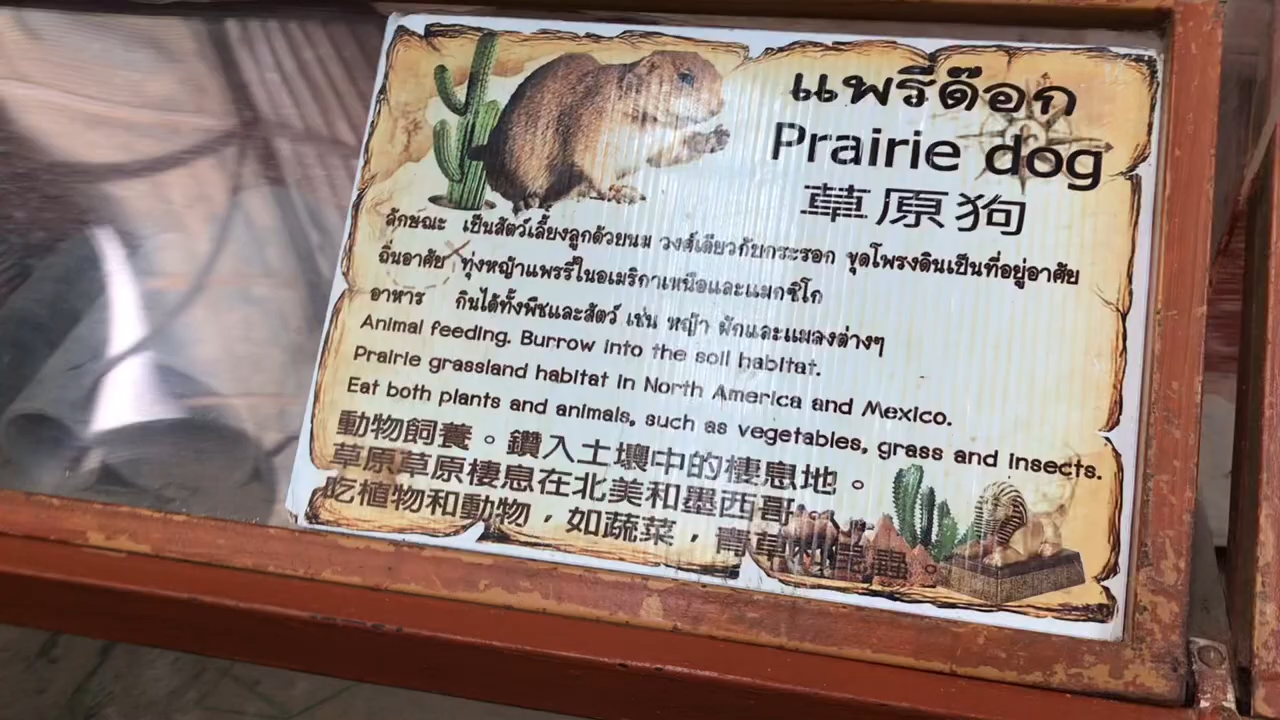 แพรีด๊อก
Prairie dog
草原狗
ลักษณะ เป็นสัตว์เลี้ยงลูกด้วยนม วงศ์เดียวกับกระรอก ขุดโพรงดินเป็นที่อยู่อาศัย
ถิ่นอาศัย ทุ่งหญ้าแพรรี่ในอเมริกาเหนือและแมกซิโก
อาหาร กินได้ทั้งพืชและสัตว์ เช่น หญ้า ผักและแมลงต่างๆ
Animal feeding. Burrow into the soil habitat.
Prairie grassland habitat in North America and Mexico.
Eat both plants and animals, such as vegetables, grass and insects.
動物飼養。鑽入土壤中的棲息地。
草原草原棲息在北美和墨西哥
吃植物和動物，如蔬菜，青草和昆蟲。